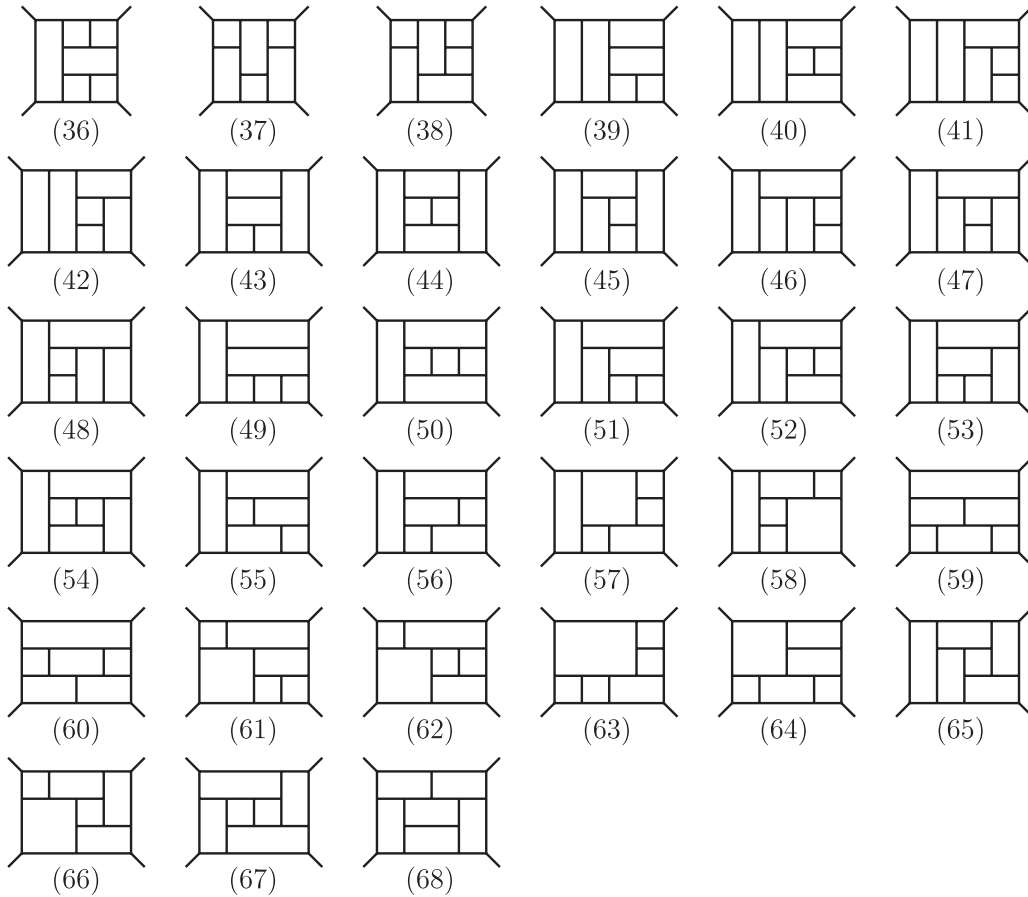 (36) (37) (38) (39) (40) (41)
(42) (43) (44) (45) (46) (47)
(48) (49) (50) (51) (52) (53)
(54) (55) (56) (57) (58) (59)
(60) (61) (62) (63) (64) (65)
(66) (67) (68)